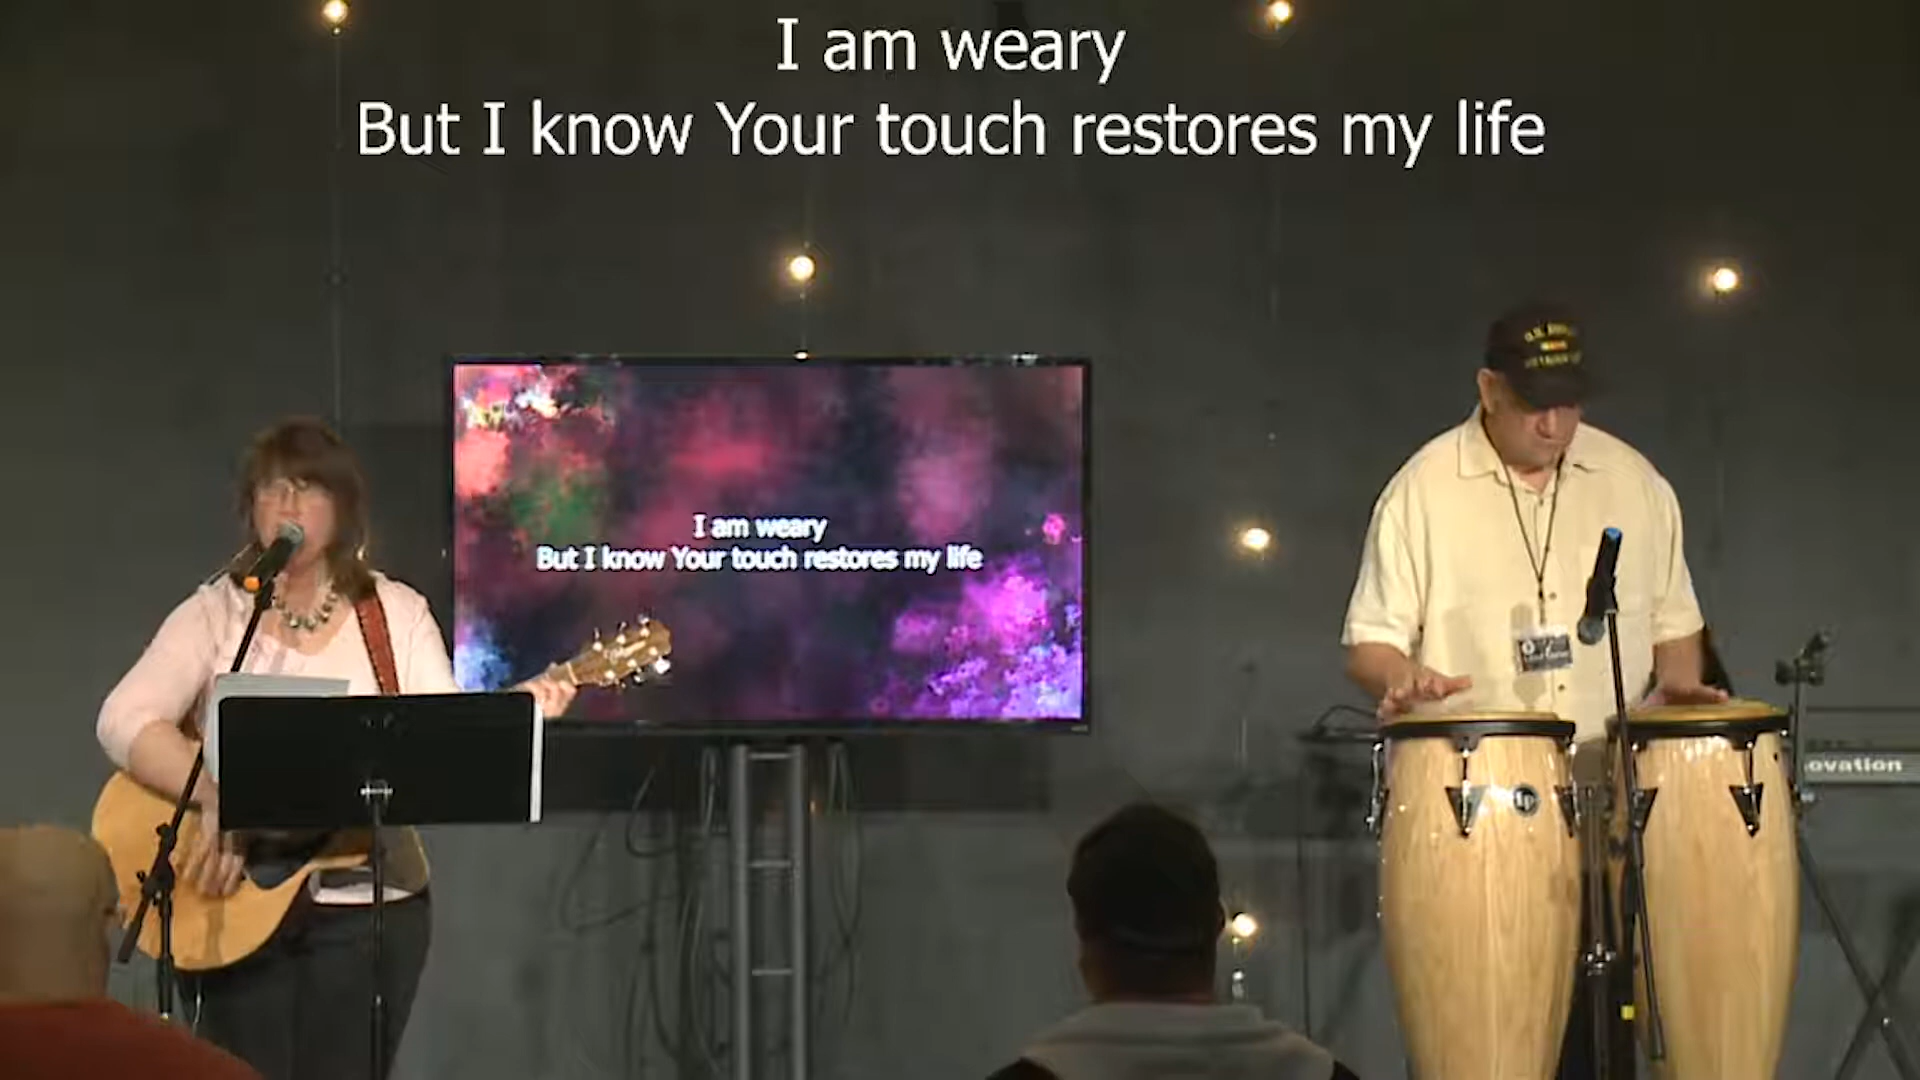 I am weary
But I know Your touch restores my life
I am weary
But I know Your touch restores my life
LP
ovation